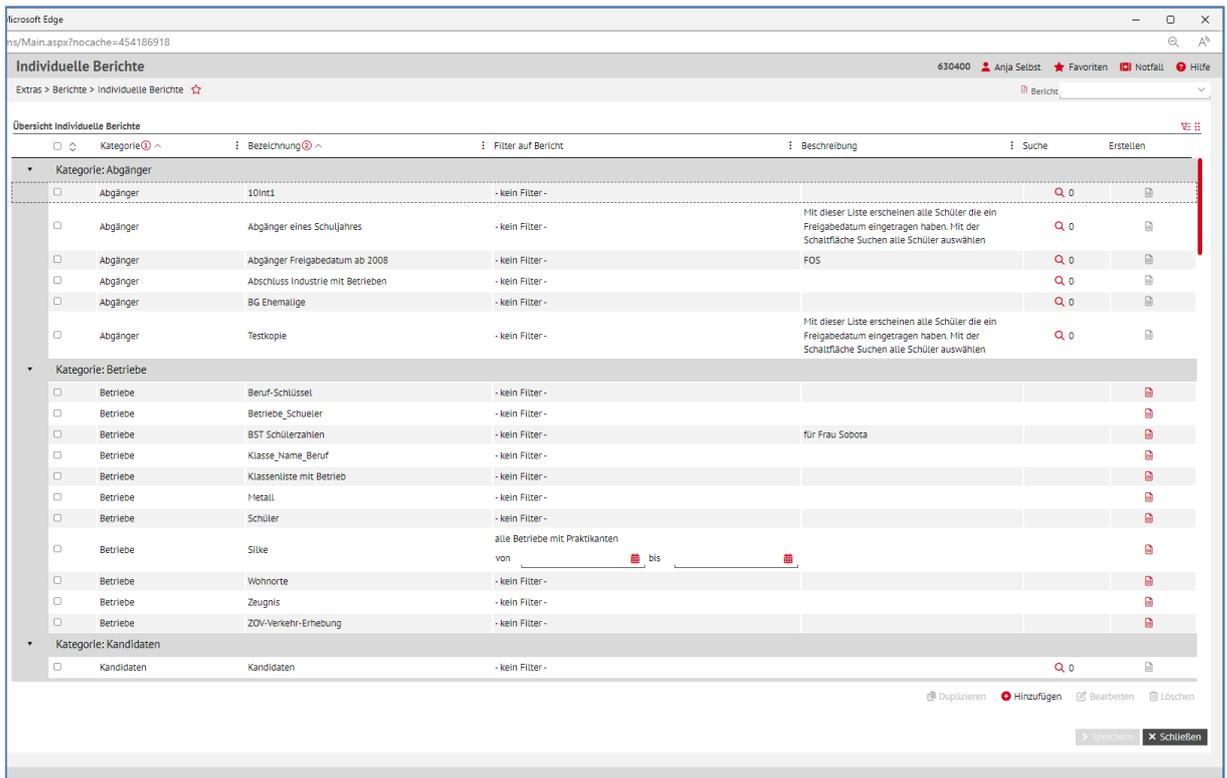 Microsoft Edge
ns/Main.aspx?nocache=454186918
Individuelle Berichte 630400 Anja Selbst Favoriten Notfall Hilfe
Extras > Berichte > Individuelle Berichte Bericht
Übersicht Individuelle Berichte
Kategorie 1 Bezeichnung 2 Filter auf Bericht Beschreibung Suche Erstellen
Kategorie: Abgänger
Abgänger 10Int1 - kein Filter - 0
Abgänger Abgänger eines Schuljahres - kein Filter - Mit dieser Liste erscheinen alle Schüler die ein
Freigabedatum eingetragen haben. Mit der
Schaltfläche Suchen alle Schüler auswählen 0
Abgänger Abgänger Freigabedatum ab 2008 - kein Filter - FOS 0
Abgänger Abschluss Industrie mit Betrieben - kein Filter - 0
Abgänger BG Ehemalige - kein Filter - 0
Abgänger Testkopie - kein Filter - Mit dieser Liste erscheinen alle Schüler die ein
Freigabedatum eingetragen haben. Mit der
Schaltfläche Suchen alle Schüler auswählen 0
Kategorie: Betriebe
Betriebe Beruf-Schlüssel - kein Filter -
Betriebe Betriebe_Schueler - kein Filter -
Betriebe BST Schülerzahlen - kein Filter - für Frau Sobota
Betriebe Klasse_Name_Beruf - kein Filter -
Betriebe Klassenliste mit Betrieb - kein Filter -
Betriebe Metall - kein Filter -
Betriebe Schüler - kein Filter -
Betriebe Silke alle Betriebe mit Praktikanten
von bis
Betriebe Wohnorte - kein Filter -
Betriebe Zeugnis - kein Filter -
Betriebe ZOV-Verkehr-Erhebung - kein Filter -
Kategorie: Kandidaten
Kandidaten Kandidaten - kein Filter - 0
Duplizieren Hinzufügen Bearbeiten Löschen
Speichern Schließen